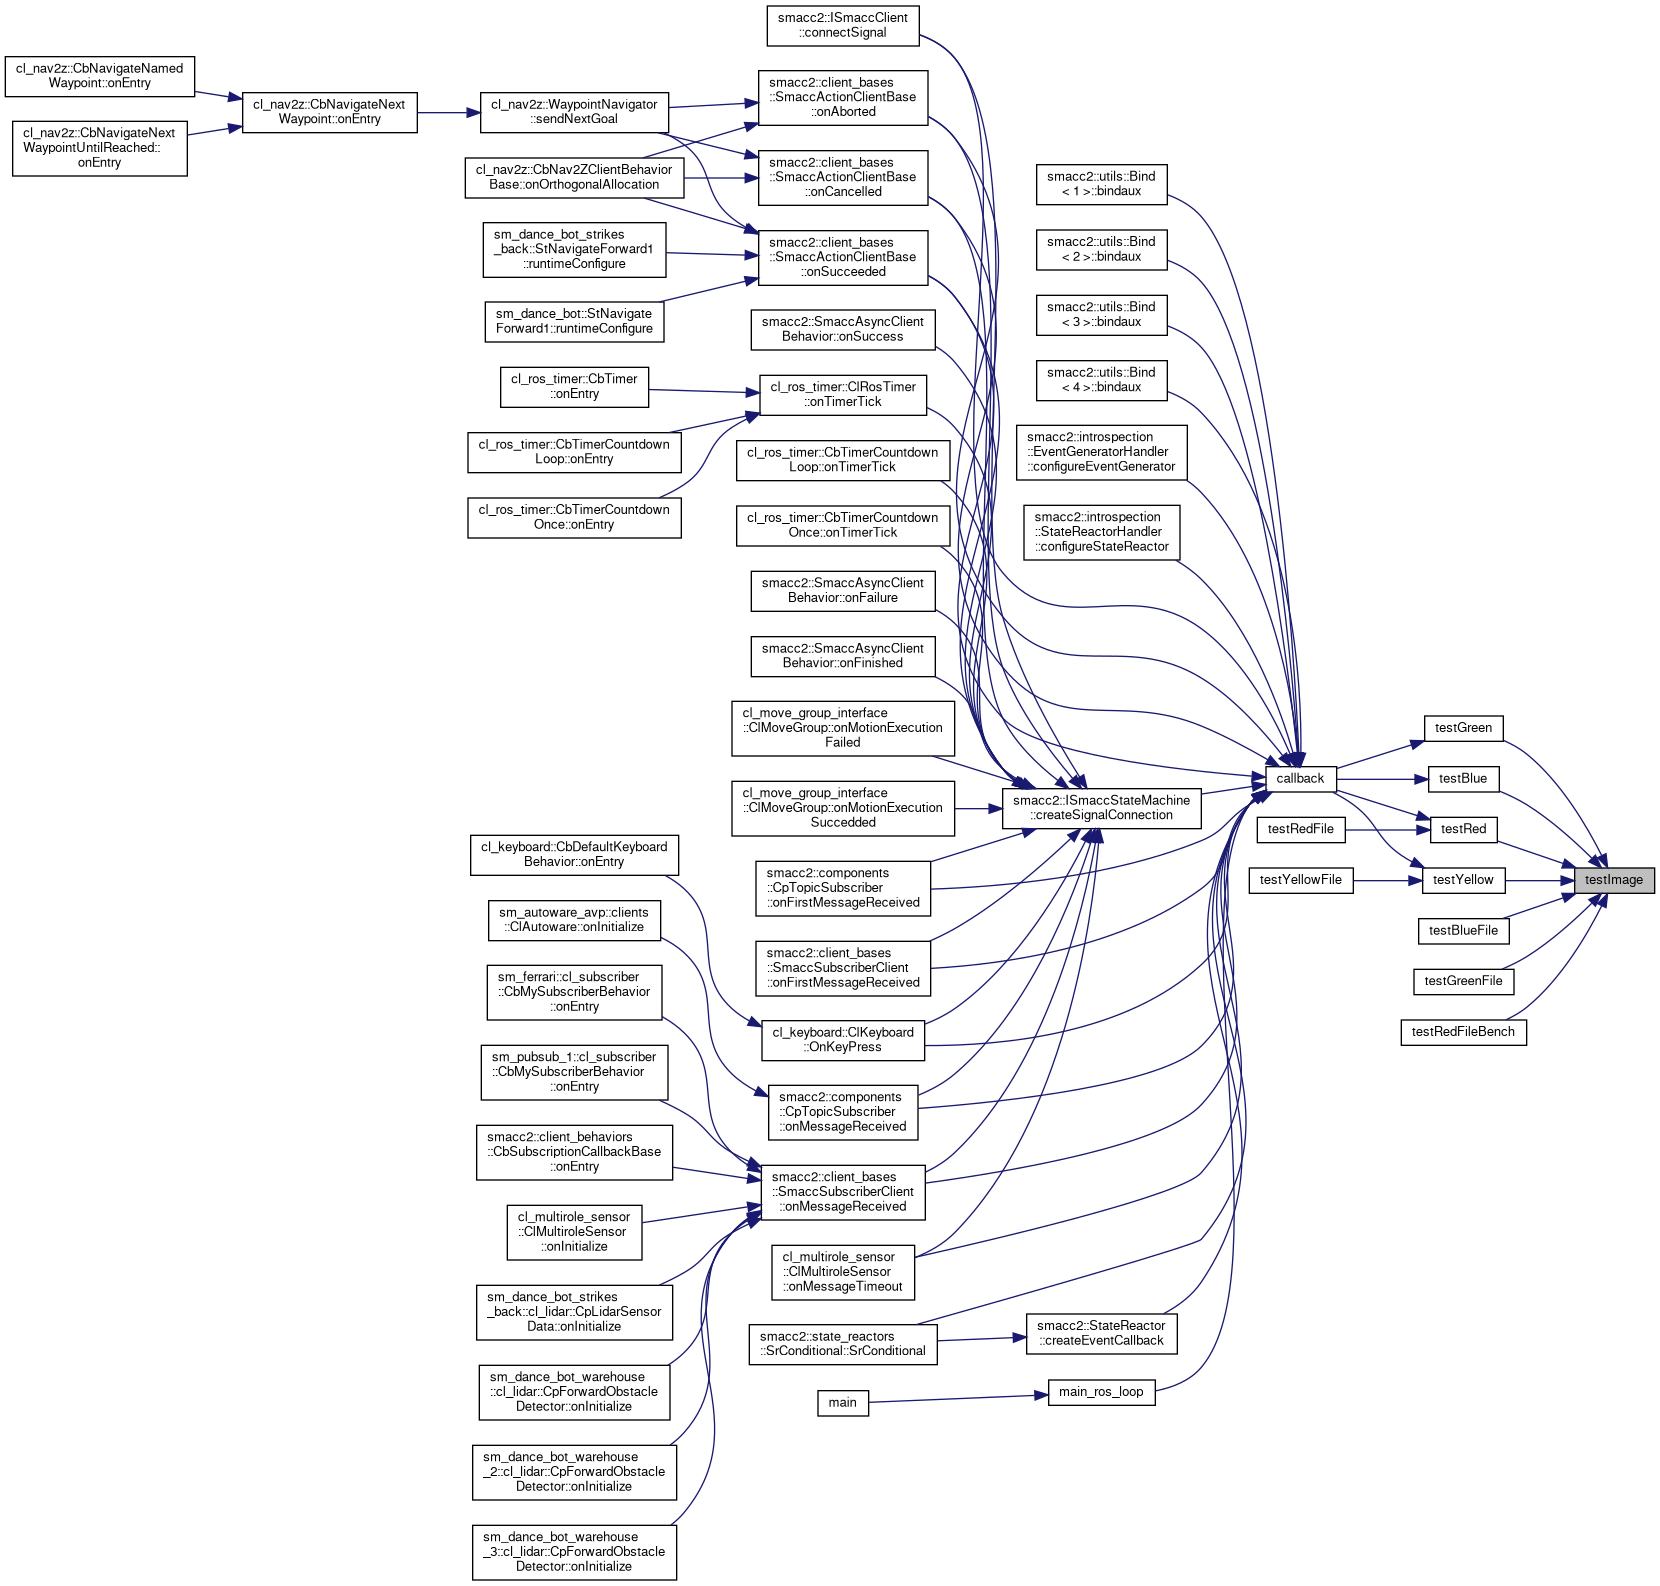 smacc2::ISmaccClient
::connectSignal
cl_nav2z::CbNavigateNamed
Waypoint::onEntry
cl_nav2z::CbNavigateNext
WaypointUntilReached::
onEntry
cl_nav2z::CbNavigateNext
Waypoint::onEntry
cl_nav2z::WaypointNavigator
::sendNextGoal
cl_nav2z::CbNav2ZClientBehavior
Base::onOrthogonalAllocation
sm_dance_bot_strikes
_back::StNavigateForward1
::runtimeConfigure
sm_dance_bot::StNavigate
Forward1::runtimeConfigure
cl_ros_timer::CbTimer
::onEntry
cl_ros_timer::CbTimerCountdown
Loop::onEntry
cl_ros_timer::CbTimerCountdown
Once::onEntry
smacc2::client_bases
::SmaccActionClientBase
::onAborted
smacc2::client_bases
::SmaccActionClientBase
::onCancelled
smacc2::client_bases
::SmaccActionClientBase
::onSucceeded
smacc2::SmaccAsyncClient
Behavior::onSuccess
cl_ros_timer::ClRosTimer
::onTimerTick
cl_ros_timer::CbTimerCountdown
Loop::onTimerTick
cl_ros_timer::CbTimerCountdown
Once::onTimerTick
smacc2::SmaccAsyncClient
Behavior::onFailure
smacc2::SmaccAsyncClient
Behavior::onFinished
cl_move_group_interface
::ClMoveGroup::onMotionExecution
Failed
cl_move_group_interface
::ClMoveGroup::onMotionExecution
Succedded
smacc2::components
::CpTopicSubscriber
::onFirstMessageReceived
smacc2::client_bases
::SmaccSubscriberClient
::onFirstMessageReceived
cl_keyboard::ClKeyboard
::OnKeyPress
smacc2::components
::CpTopicSubscriber
::onMessageReceived
smacc2::client_bases
::SmaccSubscriberClient
::onMessageReceived
cl_multirole_sensor
::ClMultiroleSensor
::onMessageTimeout
smacc2::state_reactors
::SrConditional::SrConditional
main
cl_keyboard::CbDefaultKeyboard
Behavior::onEntry
sm_autoware_avp::clients
::ClAutoware::onInitialize
sm_ferrari::cl_subscriber
::CbMySubscriberBehavior
::onEntry
sm_pubsub_1::cl_subscriber
::CbMySubscriberBehavior
::onEntry
smacc2::client_behaviors
::CbSubscriptionCallbackBase
::onEntry
cl_multirole_sensor
::ClMultiroleSensor
::onInitialize
sm_dance_bot_strikes
_back::cl_lidar::CpLidarSensor
Data::onInitialize
sm_dance_bot_warehouse
::cl_lidar::CpForwardObstacle
Detector::onInitialize
sm_dance_bot_warehouse
_2::cl_lidar::CpForwardObstacle
Detector::onInitialize
sm_dance_bot_warehouse
_3::cl_lidar::CpForwardObstacle
Detector::onInitialize
smacc2::utils::Bind
< 1 >::bindaux
smacc2::utils::Bind
< 2 >::bindaux
smacc2::utils::Bind
< 3 >::bindaux
smacc2::utils::Bind
< 4 >::bindaux
smacc2::introspection
::EventGeneratorHandler
::configureEventGenerator
smacc2::introspection
::StateReactorHandler
::configureStateReactor
smacc2::ISmaccStateMachine
::createSignalConnection
smacc2::StateReactor
::createEventCallback
main_ros_loop
callback
testRedFile
testYellowFile
testGreen
testBlue
testRed
testYellow
testBlueFile
testGreenFile
testRedFileBench
testImage